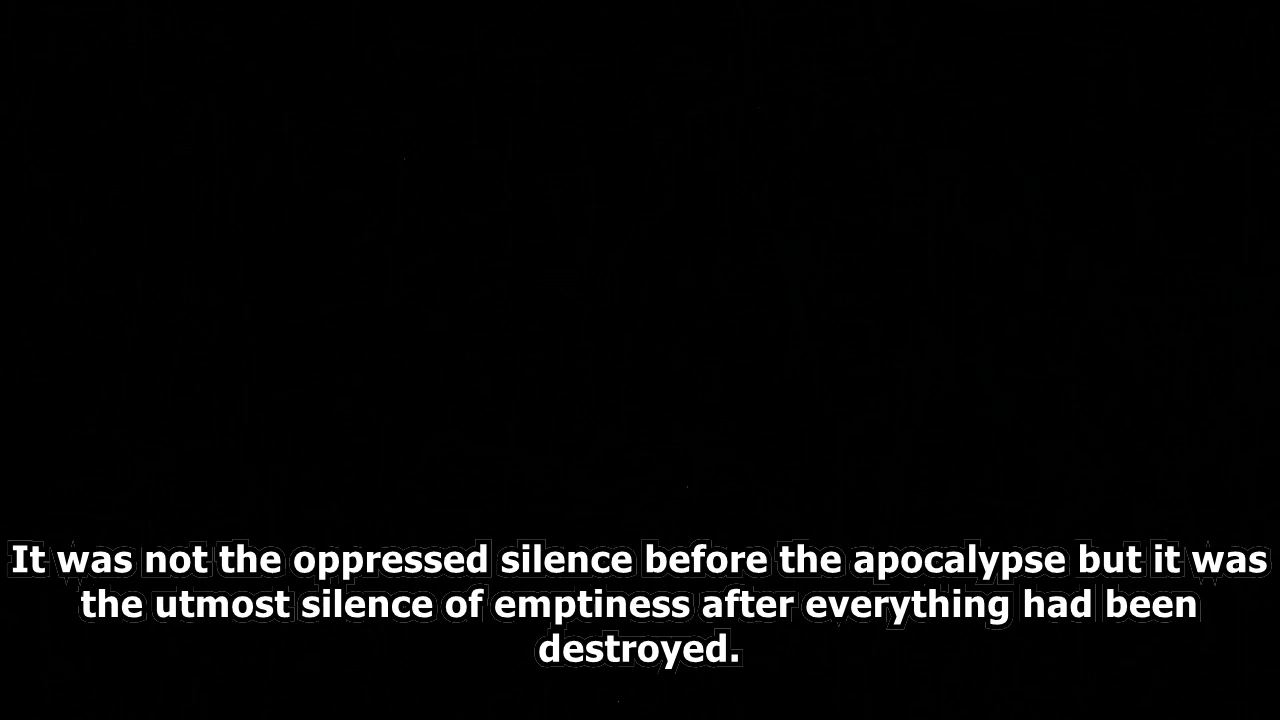 It was not the oppressed silence before the apocalypse but it was
the utmost silence of emptiness after everything had been
destroyed.